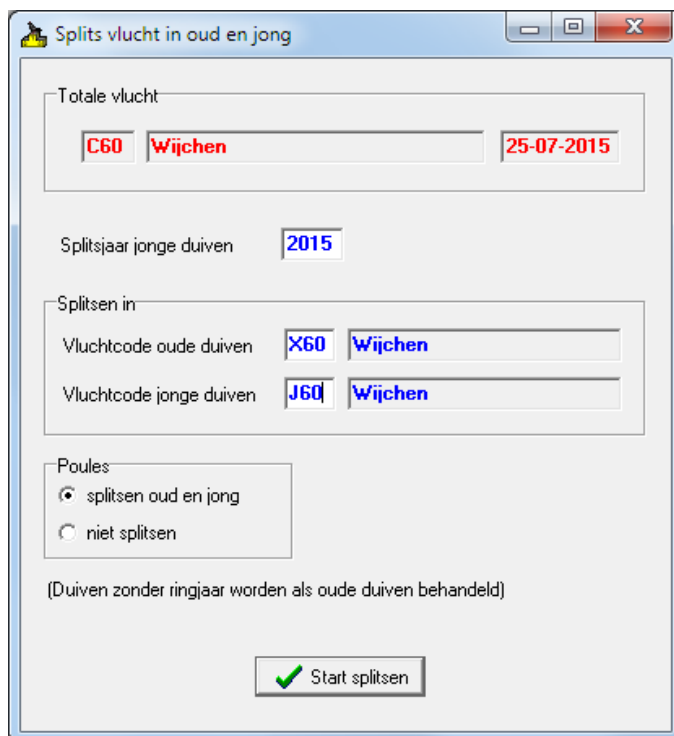 Splits vlucht in oud en jong
Totale vlucht
C60 Wijchen 25-07-2015
Splitsjaar jonge duiven 2015
Splitsen in
Vluchtcode oude duiven X60 Wijchen
Vluchtcode jonge duiven J60 Wijchen
Poules
splitsen oud en jong
niet splitsen
(Duiven zonder ringjaar worden als oude duiven behandeld)
Start splitsen